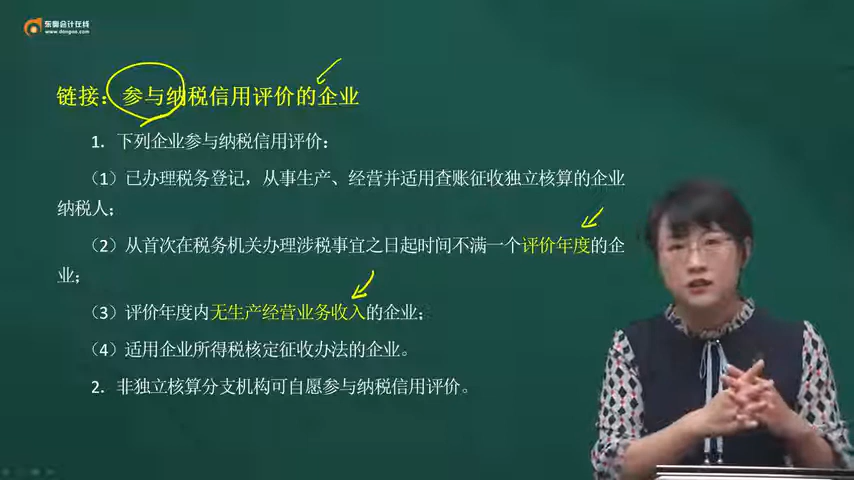 东奥会计在线
www.dongao.com
链接：参与纳税信用评价的企业
1. 下列企业参与纳税信用评价：
（1）已办理税务登记，从事生产、经营并适用查账征收独立核算的企业
纳税人；
（2）从首次在税务机关办理涉税事宜之日起时间不满一个评价年度的企
业；
（3）评价年度内无生产经营业务收入的企业；
（4）适用企业所得税核定征收办法的企业。
2. 非独立核算分支机构可自愿参与纳税信用评价。